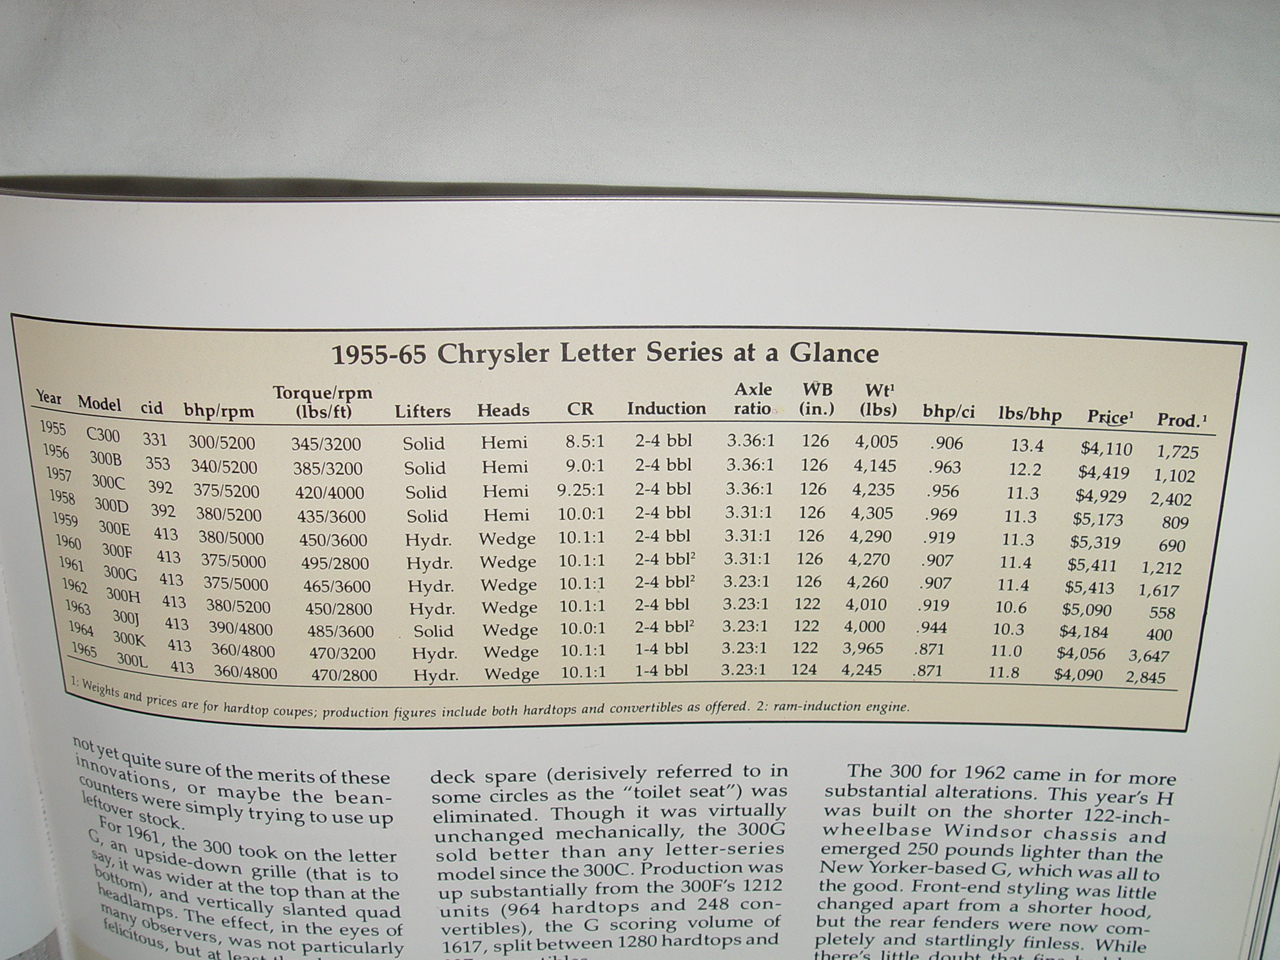 1955-65 Chrysler Letter Series at a Glance
Year Model cid bhp/rpm Torque/rpm (lbs/ft) Lifters Heads CR Induction Axle ratio WB (in.) Wt¹ (lbs) bhp/ci lbs/bhp Price¹ Prod.¹
1955 C300 331 300/5200 345/3200 Solid Hemi 8.5:1 2-4 bbl 3.36:1 126 4,005 .906 13.4 $4,110 1,725
1956 300B 353 340/5200 385/3200 Solid Hemi 9.0:1 2-4 bbl 3.36:1 126 4,145 .963 12.2 $4,419 1,102
1957 300C 392 375/5200 420/4000 Solid Hemi 9.25:1 2-4 bbl 3.36:1 126 4,235 .956 11.3 $4,929 2,402
1958 300D 392 380/5200 435/3600 Solid Hemi 10.0:1 2-4 bbl 3.31:1 126 4,305 .969 11.3 $5,173 809
1959 300E 413 380/5000 450/3600 Hydr. Wedge 10.1:1 2-4 bbl 3.31:1 126 4,290 .919 11.3 $5,319 690
1960 300F 413 375/5000 495/2800 Hydr. Wedge 10.1:1 2-4 bbl² 3.31:1 126 4,270 .907 11.4 $5,411 1,212
1961 300G 413 375/5000 465/3600 Hydr. Wedge 10.1:1 2-4 bbl² 3.23:1 126 4,260 .907 11.4 $5,413 1,617
1962 300H 413 380/5200 450/2800 Hydr. Wedge 10.1:1 2-4 bbl 3.23:1 122 4,010 .919 10.6 $5,090 558
1963 300J 413 390/4800 485/3600 Solid Wedge 10.0:1 2-4 bbl² 3.23:1 122 4,000 .944 10.3 $4,184 400
1964 300K 413 360/4800 470/3200 Hydr. Wedge 10.1:1 1-4 bbl 3.23:1 122 3,965 .871 11.0 $4,056 3,647
1965 300L 413 360/4800 470/2800 Hydr. Wedge 10.1:1 1-4 bbl 3.23:1 124 4,245 .871 11.8 $4,090 2,845
1: Weights and prices are for hardtop coupes; production figures include both hardtops and convertibles as offered. 2: ram-induction engine.
not yet quite sure of the merits of these
innovations, or maybe the bean-
counters were simply trying to use up
leftover stock.
For 1961, the 300 took on the letter
G, an upside-down grille (that is to
say, it was wider at the top than at the
bottom), and vertically slanted quad
headlamps. The effect, in the eyes of
many observers, was not particularly
felicitous, but at least
deck spare (derisively referred to in
some circles as the "toilet seat") was
eliminated. Though it was virtually
unchanged mechanically, the 300G
sold better than any letter-series
model since the 300C. Production was
up substantially from the 300F's 1212
units (964 hardtops and 248 con-
vertibles), the G scoring volume of
1617, split between 1280 hardtops and
The 300 for 1962 came in for more
substantial alterations. This year's H
was built on the shorter 122-inch-
wheelbase Windsor chassis and
emerged 250 pounds lighter than the
New Yorker-based G, which was all to
the good. Front-end styling was little
changed apart from a shorter hood,
but the rear fenders were now com-
pletely and startlingly finless. While
there's little doubt that